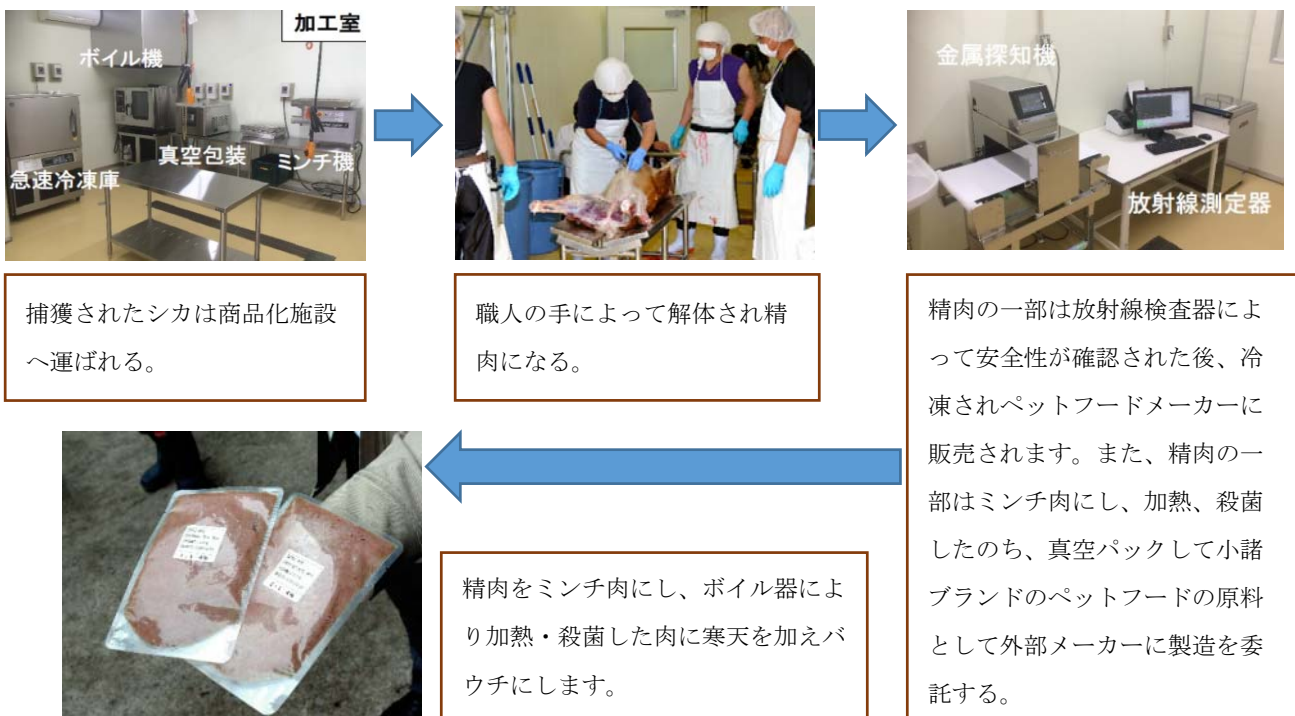 加工室
ボイル機
真空包装
ミンチ機
急速冷凍庫
金属探知機
放射線測定器
捕獲されたシカは商品化施設
へ運ばれる。
職人の手によって解体され精
肉になる。
精肉の一部は放射線検査器によ
って安全性が確認された後、冷
凍されペットフードメーカーに
販売されます。また、精肉の一
部はミンチ肉にし、加熱、殺菌
したのち、真空パックして小諸
ブランドのペットフードの原料
として外部メーカーに製造を委
託する。
精肉をミンチ肉にし、ボイル器によ
り加熱・殺菌した肉に寒天を加えバ
ウチにします。